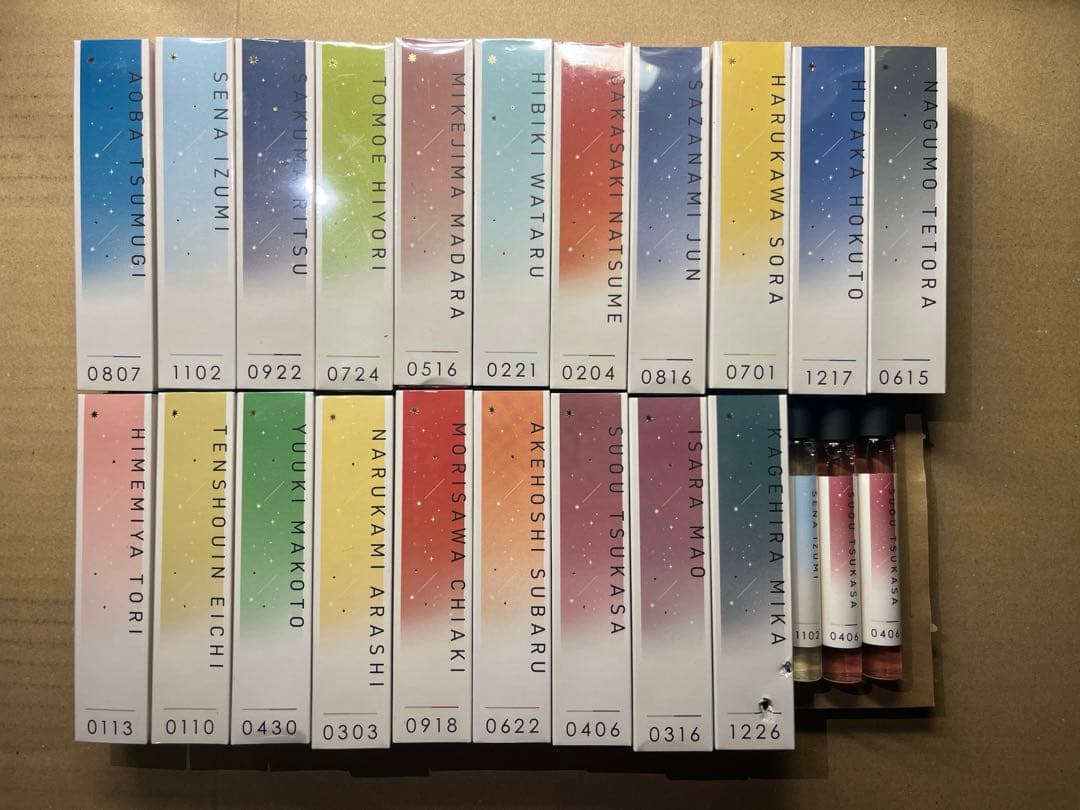 AOBA TSUMUGI
0807
SENA IZUMI
1102
SAKUMA RITSU
0922
TOMOE HIYORI
0724
MIKEJIMA MADARA
0516
HIBIKI WATARU
0221
SAKASAKI NATSUME
0204
SAZANAMI JUN
0816
HARUKAWA SORA
0701
HIDAKA HOKUTO
1217
NAGUMO TETORA
0615
HIMEMIYA TORI
0113
TENSHOUIN EICHI
0110
YUUKI MAKOTO
0430
NARUKAMI ARASHI
0303
MORISAWA CHIAKI
0918
AKEHOSHI SUBARU
0622
SUOU TSUKASA
0406
ISARA MAO
0316
KAGEHIRA MIKA
1226
SENA IZUMI
1102
SUOU TSUKASA
0406
SUOU TSUKASA
0406